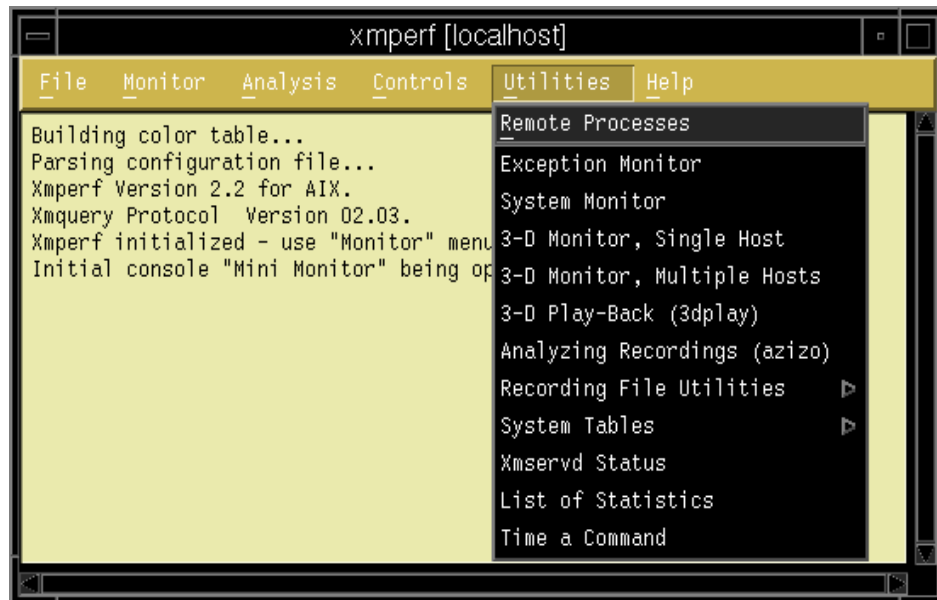 xmperf [localhost]
File Monitor Analysis Controls Utilities Help
Building color table...
Parsing configuration file...
Xmperf Version 2.2 for AIX.
Xmquery Protocol  Version 02.03.
Xmperf initialized - use "Monitor" menu
Initial console "Mini Monitor" being op
Remote Processes
Exception Monitor
System Monitor
3-D Monitor, Single Host
3-D Monitor, Multiple Hosts
3-D Play-Back (3dplay)
Analyzing Recordings (azizo)
Recording File Utilities
System Tables
Xmservd Status
List of Statistics
Time a Command